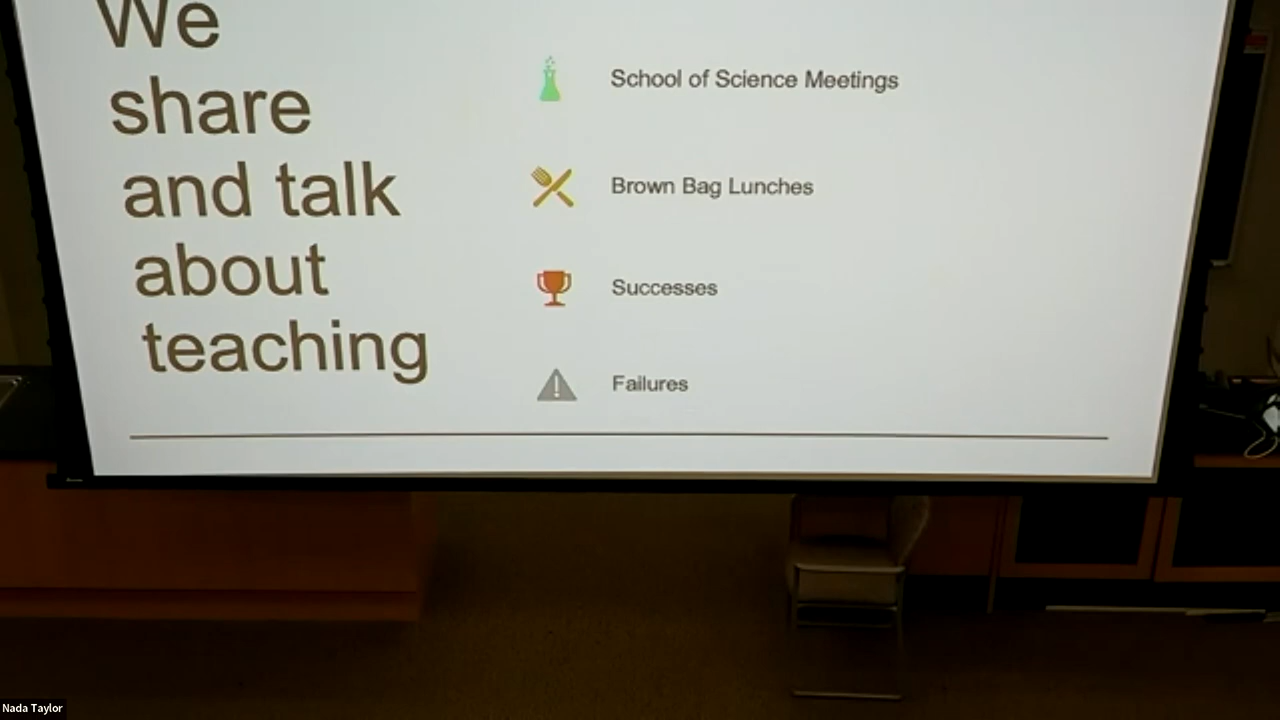 We
share
and talk
about
teaching
School of Science Meetings
Brown Bag Lunches
Successes
Failures
Nada Taylor